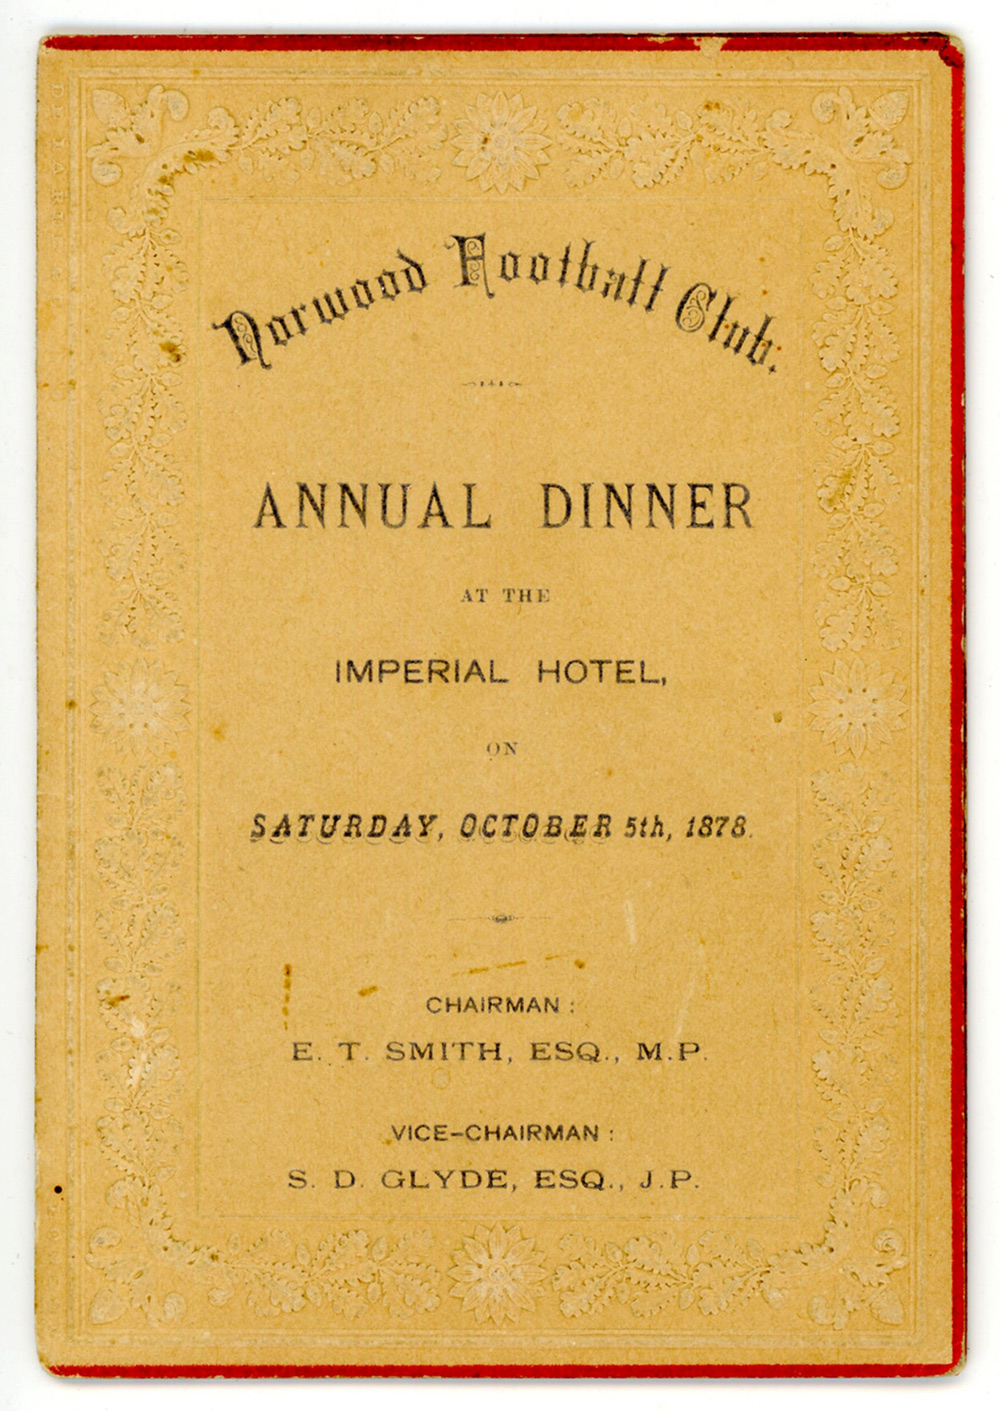 Norwood Football Club.
ANNUAL DINNER
AT THE
IMPERIAL HOTEL,
ON
SATURDAY, OCTOBER 5th, 1878.
CHAIRMAN :
E. T. SMITH, ESQ., M.P.
VICE-CHAIRMAN :
S. D. GLYDE, ESQ., J.P.